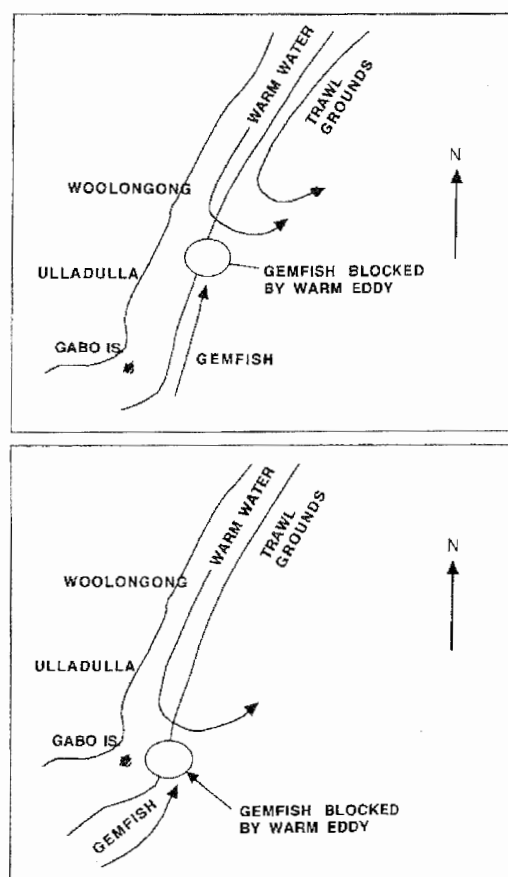 WARM WATER
TRAWL
GROUNDS
N
WOOLONGONG
ULLADULLA
GEMFISH BLOCKED
BY WARM EDDY
GABO IS.
GEMFISH
WARM WATER
TRAWL
GROUNDS
N
WOOLONGONG
ULLADULLA
GABO IS.
GEMFISH
GEMFISH BLOCKED
BY WARM EDDY